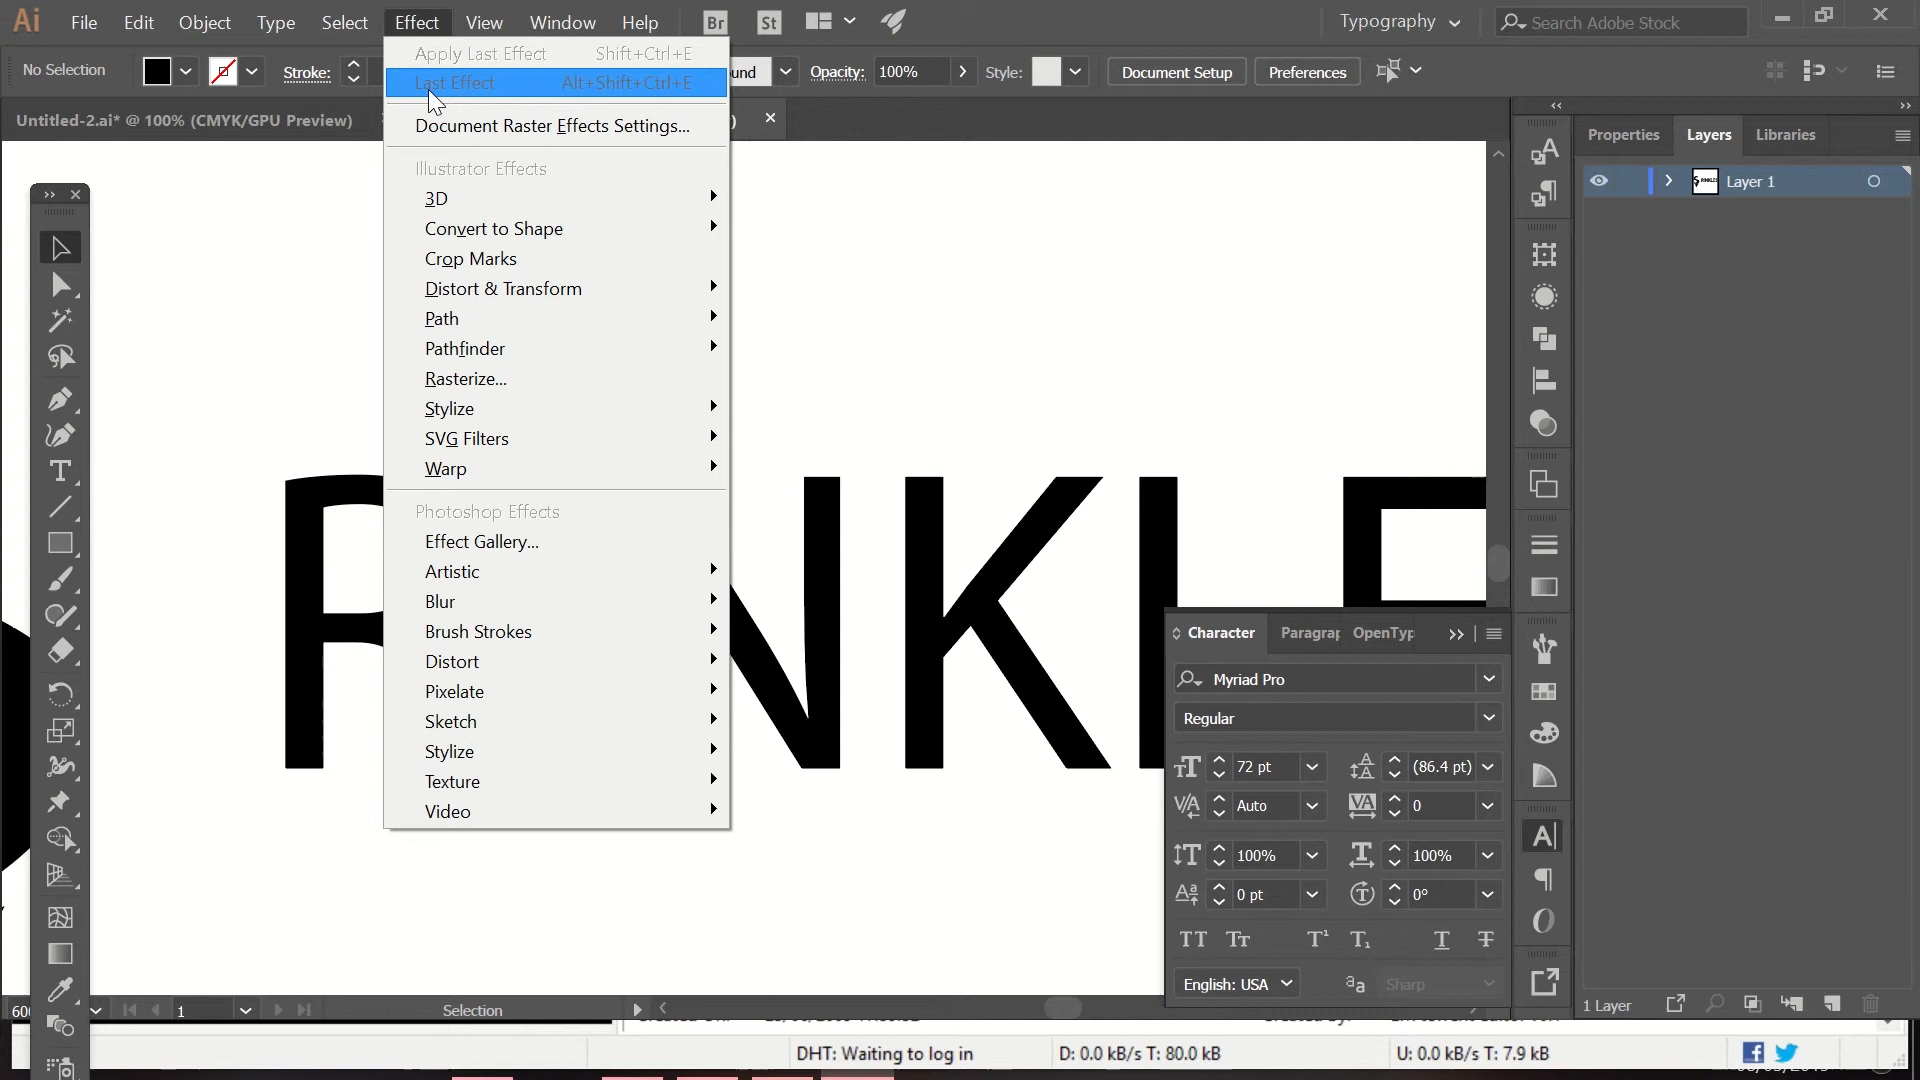 Ai File Edit Object Type Select Effect View Window Help Br St Typography Search Adobe Stock
No Selection Stroke: Opacity: 100% Style: Document Setup Preferences
Untitled-2.ai* @ 100% (CMYK/GPU Preview)
Apply Last Effect Shift+Ctrl+E
Last Effect Alt+Shift+Ctrl+E
Document Raster Effects Settings...
Illustrator Effects
3D
Convert to Shape
Crop Marks
Distort & Transform
Path
Pathfinder
Rasterize...
Stylize
SVG Filters
Warp
Photoshop Effects
Effect Gallery...
Artistic
Blur
Brush Strokes
Distort
Pixelate
Sketch
Stylize
Texture
Video
Properties Layers Libraries
Layer 1
Character Paragrap OpenTyp
Myriad Pro
Regular
72 pt (86.4 pt)
Auto 0
100% 100%
0 pt 0°
English: USA Sharp
1 Selection
1 Layer
DHT: Waiting to log in D: 0.0 kB/s T: 80.0 kB U: 0.0 kB/s T: 7.9 kB